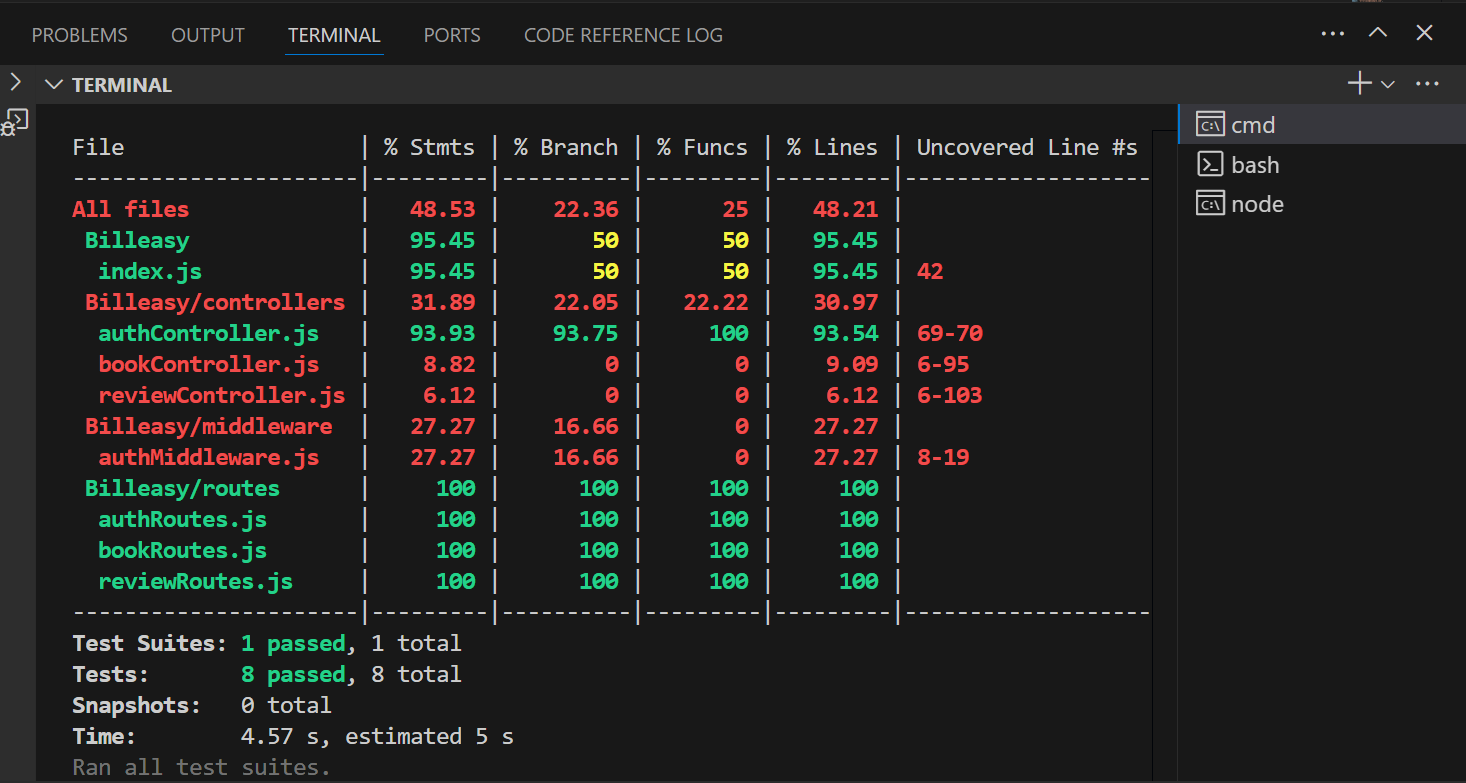 PROBLEMS OUTPUT TERMINAL PORTS CODE REFERENCE LOG
TERMINAL
File                  | % Stmts | % Branch | % Funcs | % Lines | Uncovered Line #s
----------------------|---------|----------|---------|---------|-------------------
All files             |   48.53 |    22.36 |      25 |   48.21 |
 Billeasy             |   95.45 |       50 |      50 |   95.45 |
  index.js            |   95.45 |       50 |      50 |   95.45 | 42
 Billeasy/controllers |   31.89 |    22.05 |   22.22 |   30.97 |
  authController.js   |   93.93 |    93.75 |     100 |   93.54 | 69-70
  bookController.js   |    8.82 |        0 |       0 |    9.09 | 6-95
  reviewController.js |    6.12 |        0 |       0 |    6.12 | 6-103
 Billeasy/middleware  |   27.27 |    16.66 |       0 |   27.27 |
  authMiddleware.js   |   27.27 |    16.66 |       0 |   27.27 | 8-19
 Billeasy/routes      |     100 |      100 |     100 |     100 |
  authRoutes.js       |     100 |      100 |     100 |     100 |
  bookRoutes.js       |     100 |      100 |     100 |     100 |
  reviewRoutes.js     |     100 |      100 |     100 |     100 |
----------------------|---------|----------|---------|---------|-------------------
Test Suites: 1 passed, 1 total
Tests:       8 passed, 8 total
Snapshots:   0 total
Time:        4.57 s, estimated 5 s
Ran all test suites.
cmd
bash
node